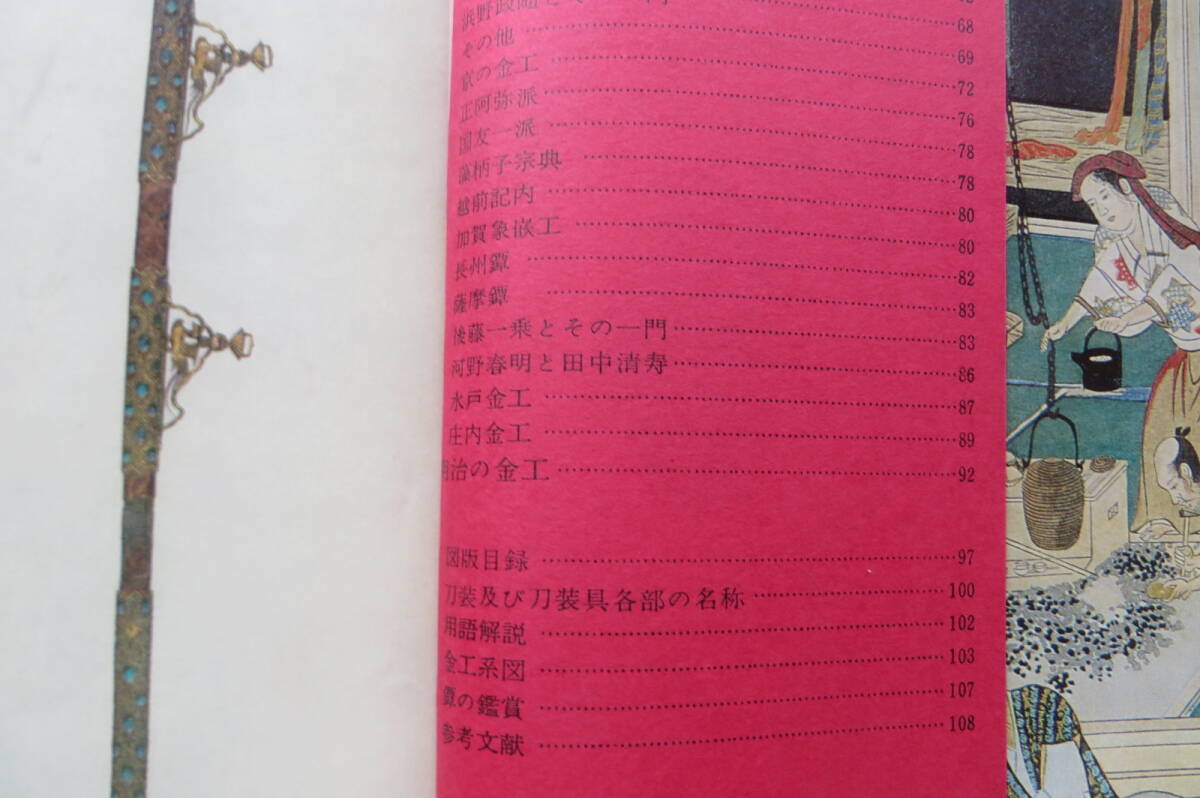 浜野政随とその一門 68
その他 69
京の金工 72
正阿弥派 76
国友一派 78
藻柄子宗典 78
越前記内 80
加賀象嵌工 80
長州鐔 82
薩摩鐔 83
後藤一乗とその一門 83
河野春明と田中清寿 86
水戸金工 87
庄内金工 89
明治の金工 92
図版目録 97
刀装及び刀装具各部の名称 100
用語解説 102
金工系図 103
鐔の鑑賞 107
参考文献 108